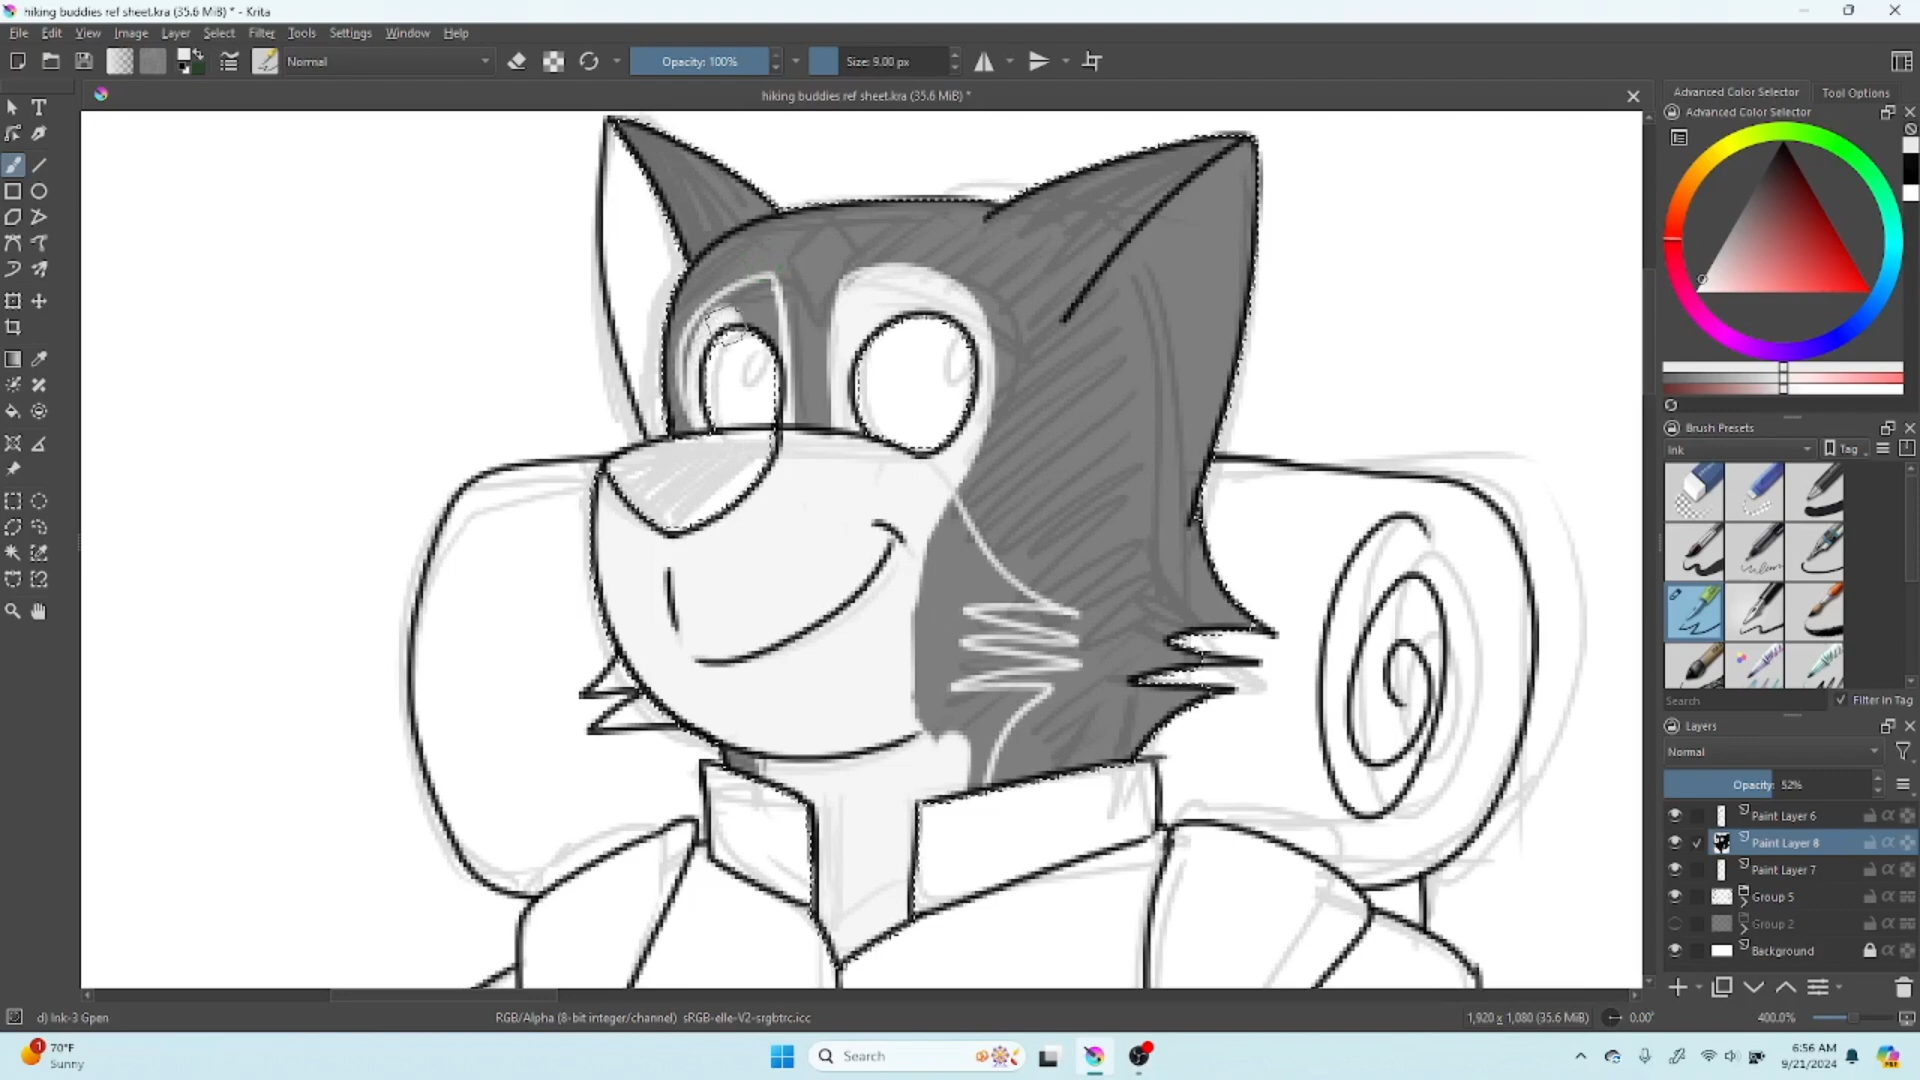 hiking buddies ref sheet.kra (35.6 MiB) * - Krita
File Edit View Image Layer Select Filter Tools Settings Window Help
Normal Opacity: 100% Size: 9.00 px
hiking buddies ref sheet.kra (35.6 MiB) *
Advanced Color Selector Tool Options
Advanced Color Selector
Brush Presets
Ink Tag
Search Filter in Tag
Layers
Normal
Opacity: 52%
Paint Layer 6
Paint Layer 8
Paint Layer 7
Group 5
Group 2
Background
d) Ink-3 Gpen RGB/Alpha (8-bit integer/channel) sRGB-elle-V2-srgbtrc.icc 1,920 x 1,080 (35.6 MiB) 0.00° 400.0%
1 70°F
Sunny
Search
6:56 AM
9/21/2024